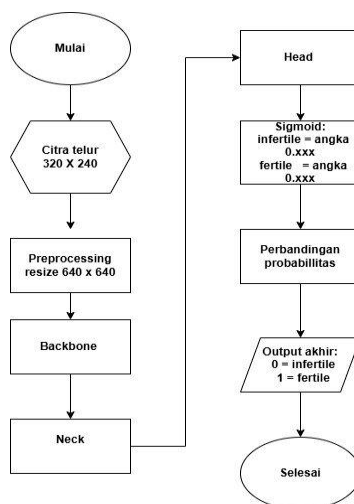 Mulai
Citra telur
320 X 240
Preprocessing
resize 640 x 640
Backbone
Neck
Head
Sigmoid:
infertile = angka
0.xxx
fertile = angka
0.xxx
Perbandingan
probabillitas
Output akhir:
0 = infertile
1 = fertile
Selesai